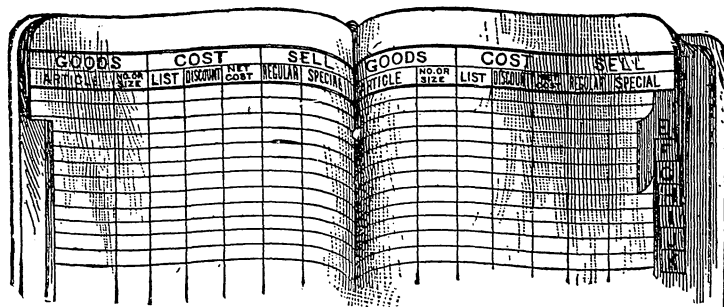 GOODS COST SELL
ARTICLE NO. OR SIZE LIST DISCOUNT NET COST REGULAR SPECIAL
GOODS COST SELL
ARTICLE NO. OR SIZE LIST DISCOUNT NET COST REGULAR SPECIAL
E
F
G
H